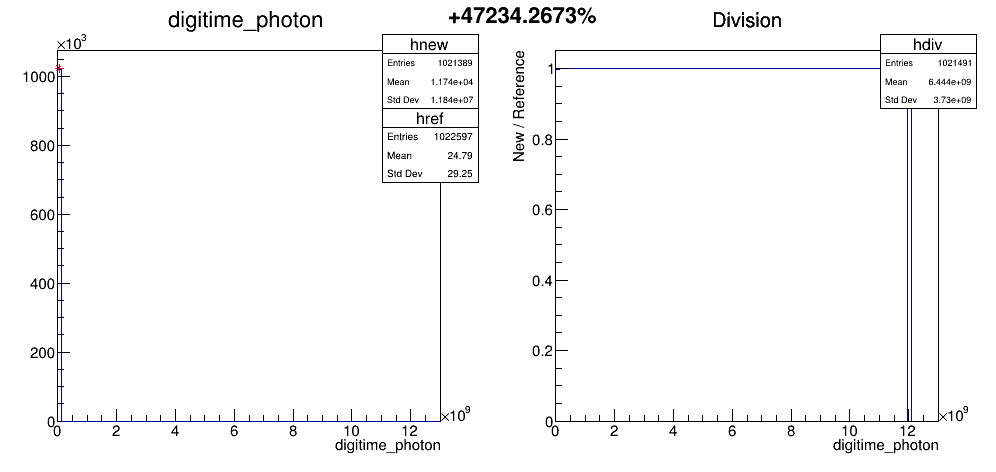 +47234.2673%
digitime_photon
×10³
hnew
Entries 1021389
Mean 1.174e+04
Std Dev 1.184e+07
href
Entries 1022597
Mean 24.79
Std Dev 29.25
1000
800
600
400
200
0
0 2 4 6 8 10 12
×10⁹
digitime_photon
Division
hdiv
Entries 1021491
Mean 6.444e+09
Std Dev 3.73e+09
New / Reference
1
0.8
0.6
0.4
0.2
0
0 2 4 6 8 10 12
×10⁹
digitime_photon